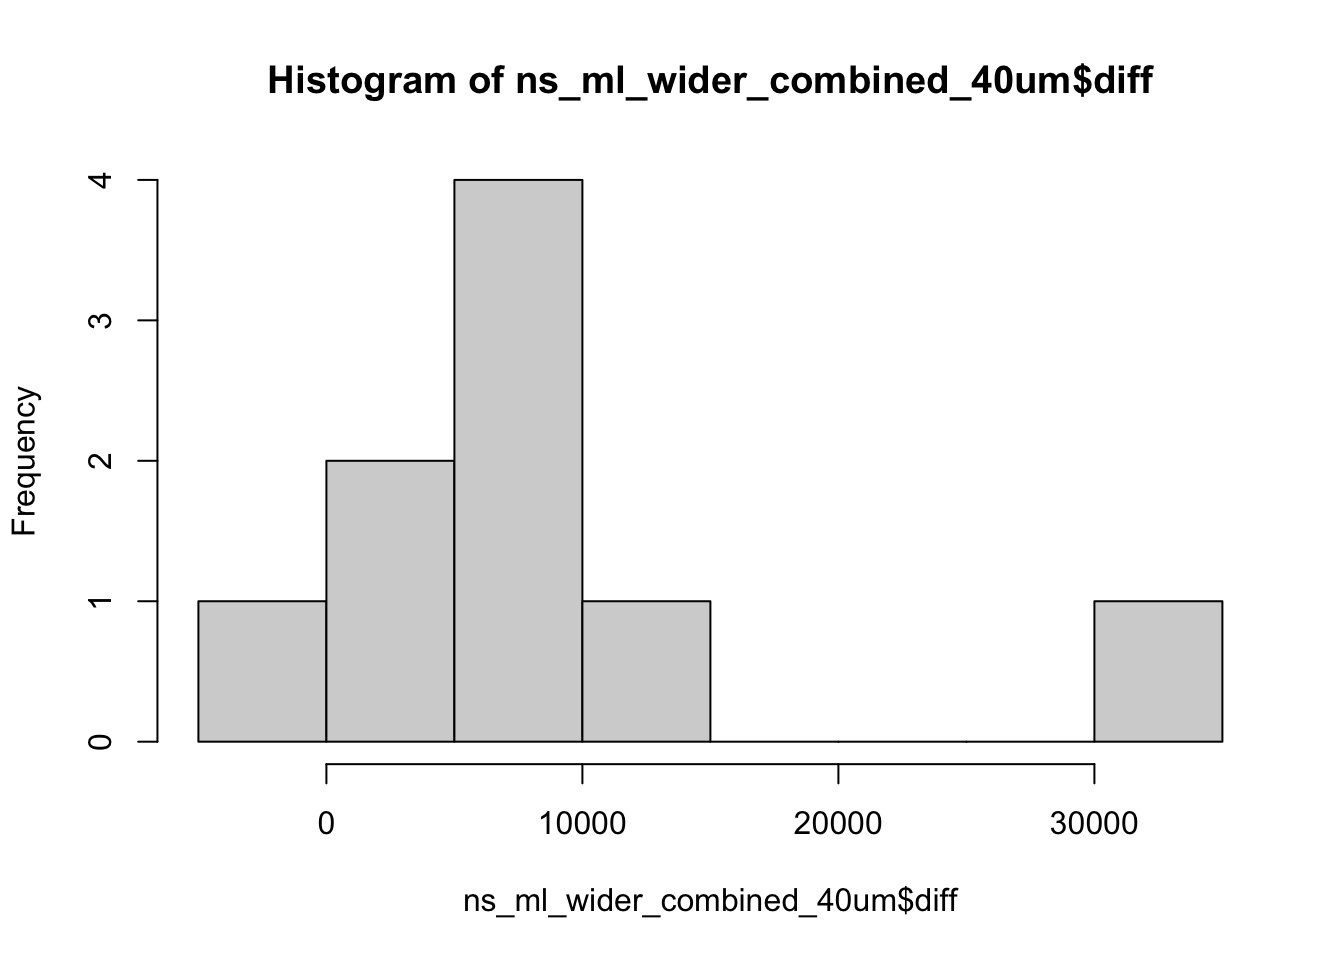 Histogram of ns_ml_wider_combined_40um$diff
4
3
2
1
0
Frequency
0 10000 20000 30000
ns_ml_wider_combined_40um$diff